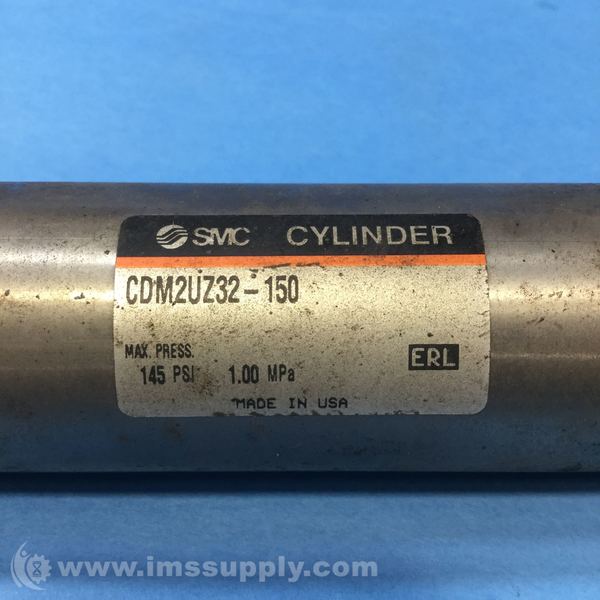 SMC CYLINDER
CDM2UZ32-150
MAX. PRESS.
145 PSI 1.00 MPa
ERL
MADE IN USA
www.imssupply.com